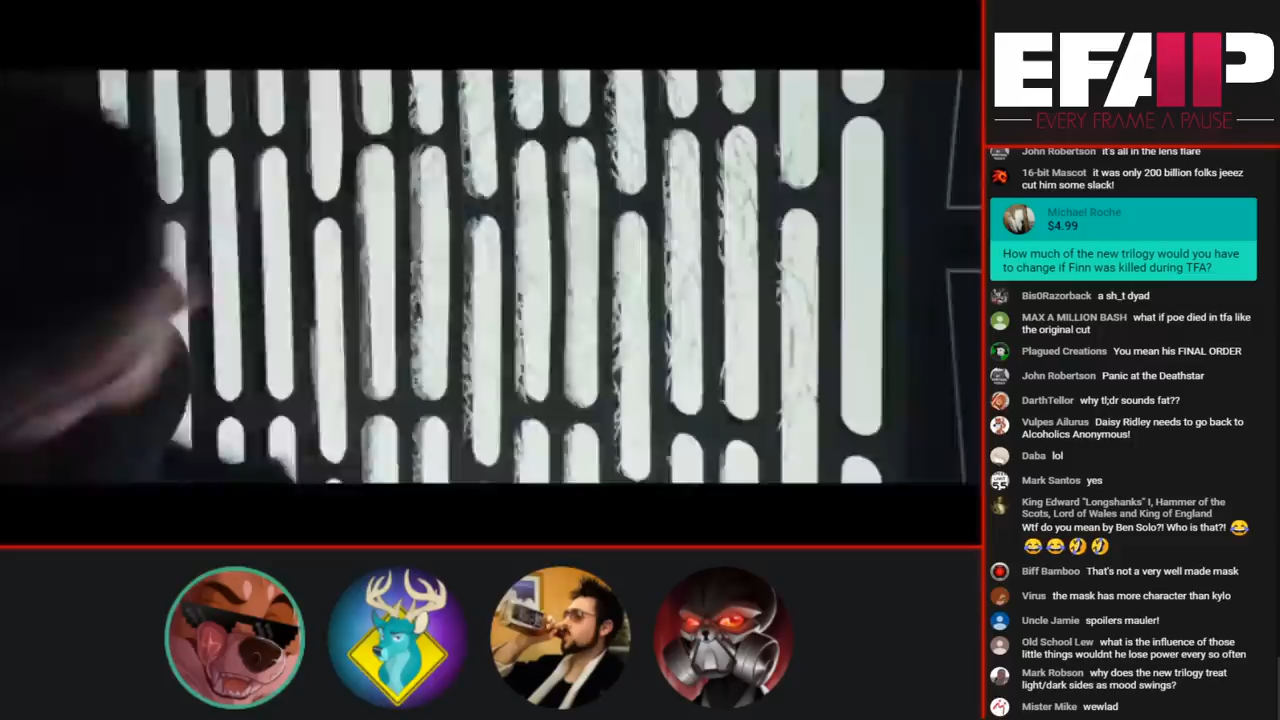 EFAP
EVERY FRAME A PAUSE
John Robertson it's all in the lens flare
16-bit Mascot it was only 200 billion folks jeeez
cut him some slack!
Michael Roche
$4.99
How much of the new trilogy would you have
to change if Finn was killed during TFA?
Bis0Razorback a sh_t dyad
MAX A MILLION BASH what if poe died in tfa like
the original cut
Plagued Creations You mean his FINAL ORDER
John Robertson Panic at the Deathstar
DarthTellor why tl;dr sounds fat??
Vulpes Ailurus Daisy Ridley needs to go back to
Alcoholics Anonymous!
Daba lol
Mark Santos yes
King Edward "Longshanks" I, Hammer of the
Scots, Lord of Wales and King of England
Wtf do you mean by Ben Solo?! Who is that?! 😂
😂😂🤣🤣
Biff Bamboo That's not a very well made mask
Virus the mask has more character than kylo
Uncle Jamie spoilers mauler!
Old School Lew what is the influence of those
little things wouldnt he lose power every so often
Mark Robson why does the new trilogy treat
light/dark sides as mood swings?
Mister Mike wewlad